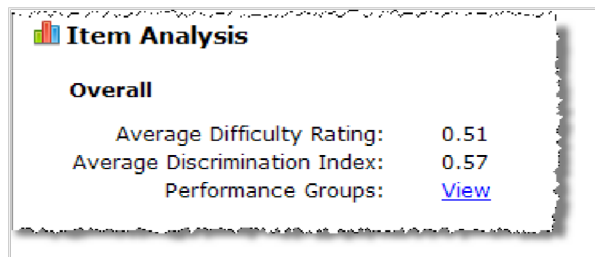 Item Analysis
Overall
Average Difficulty Rating: 0.51
Average Discrimination Index: 0.57
Performance Groups: View